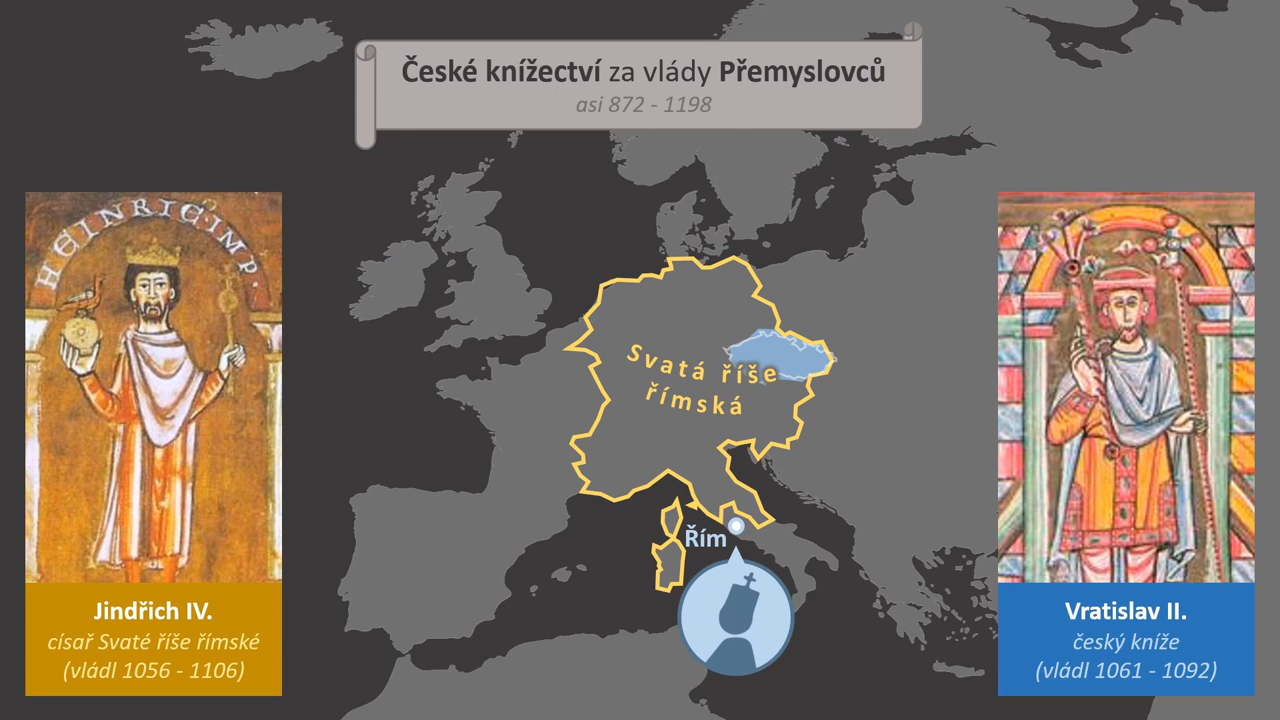 České knížectví za vlády Přemyslovců
asi 872 - 1198
HEINRIC·IMP.
Svatá říše
římská
Řím
Jindřich IV.
císař Svaté říše římské
(vládl 1056 - 1106)
Vratislav II.
český kníže
(vládl 1061 - 1092)